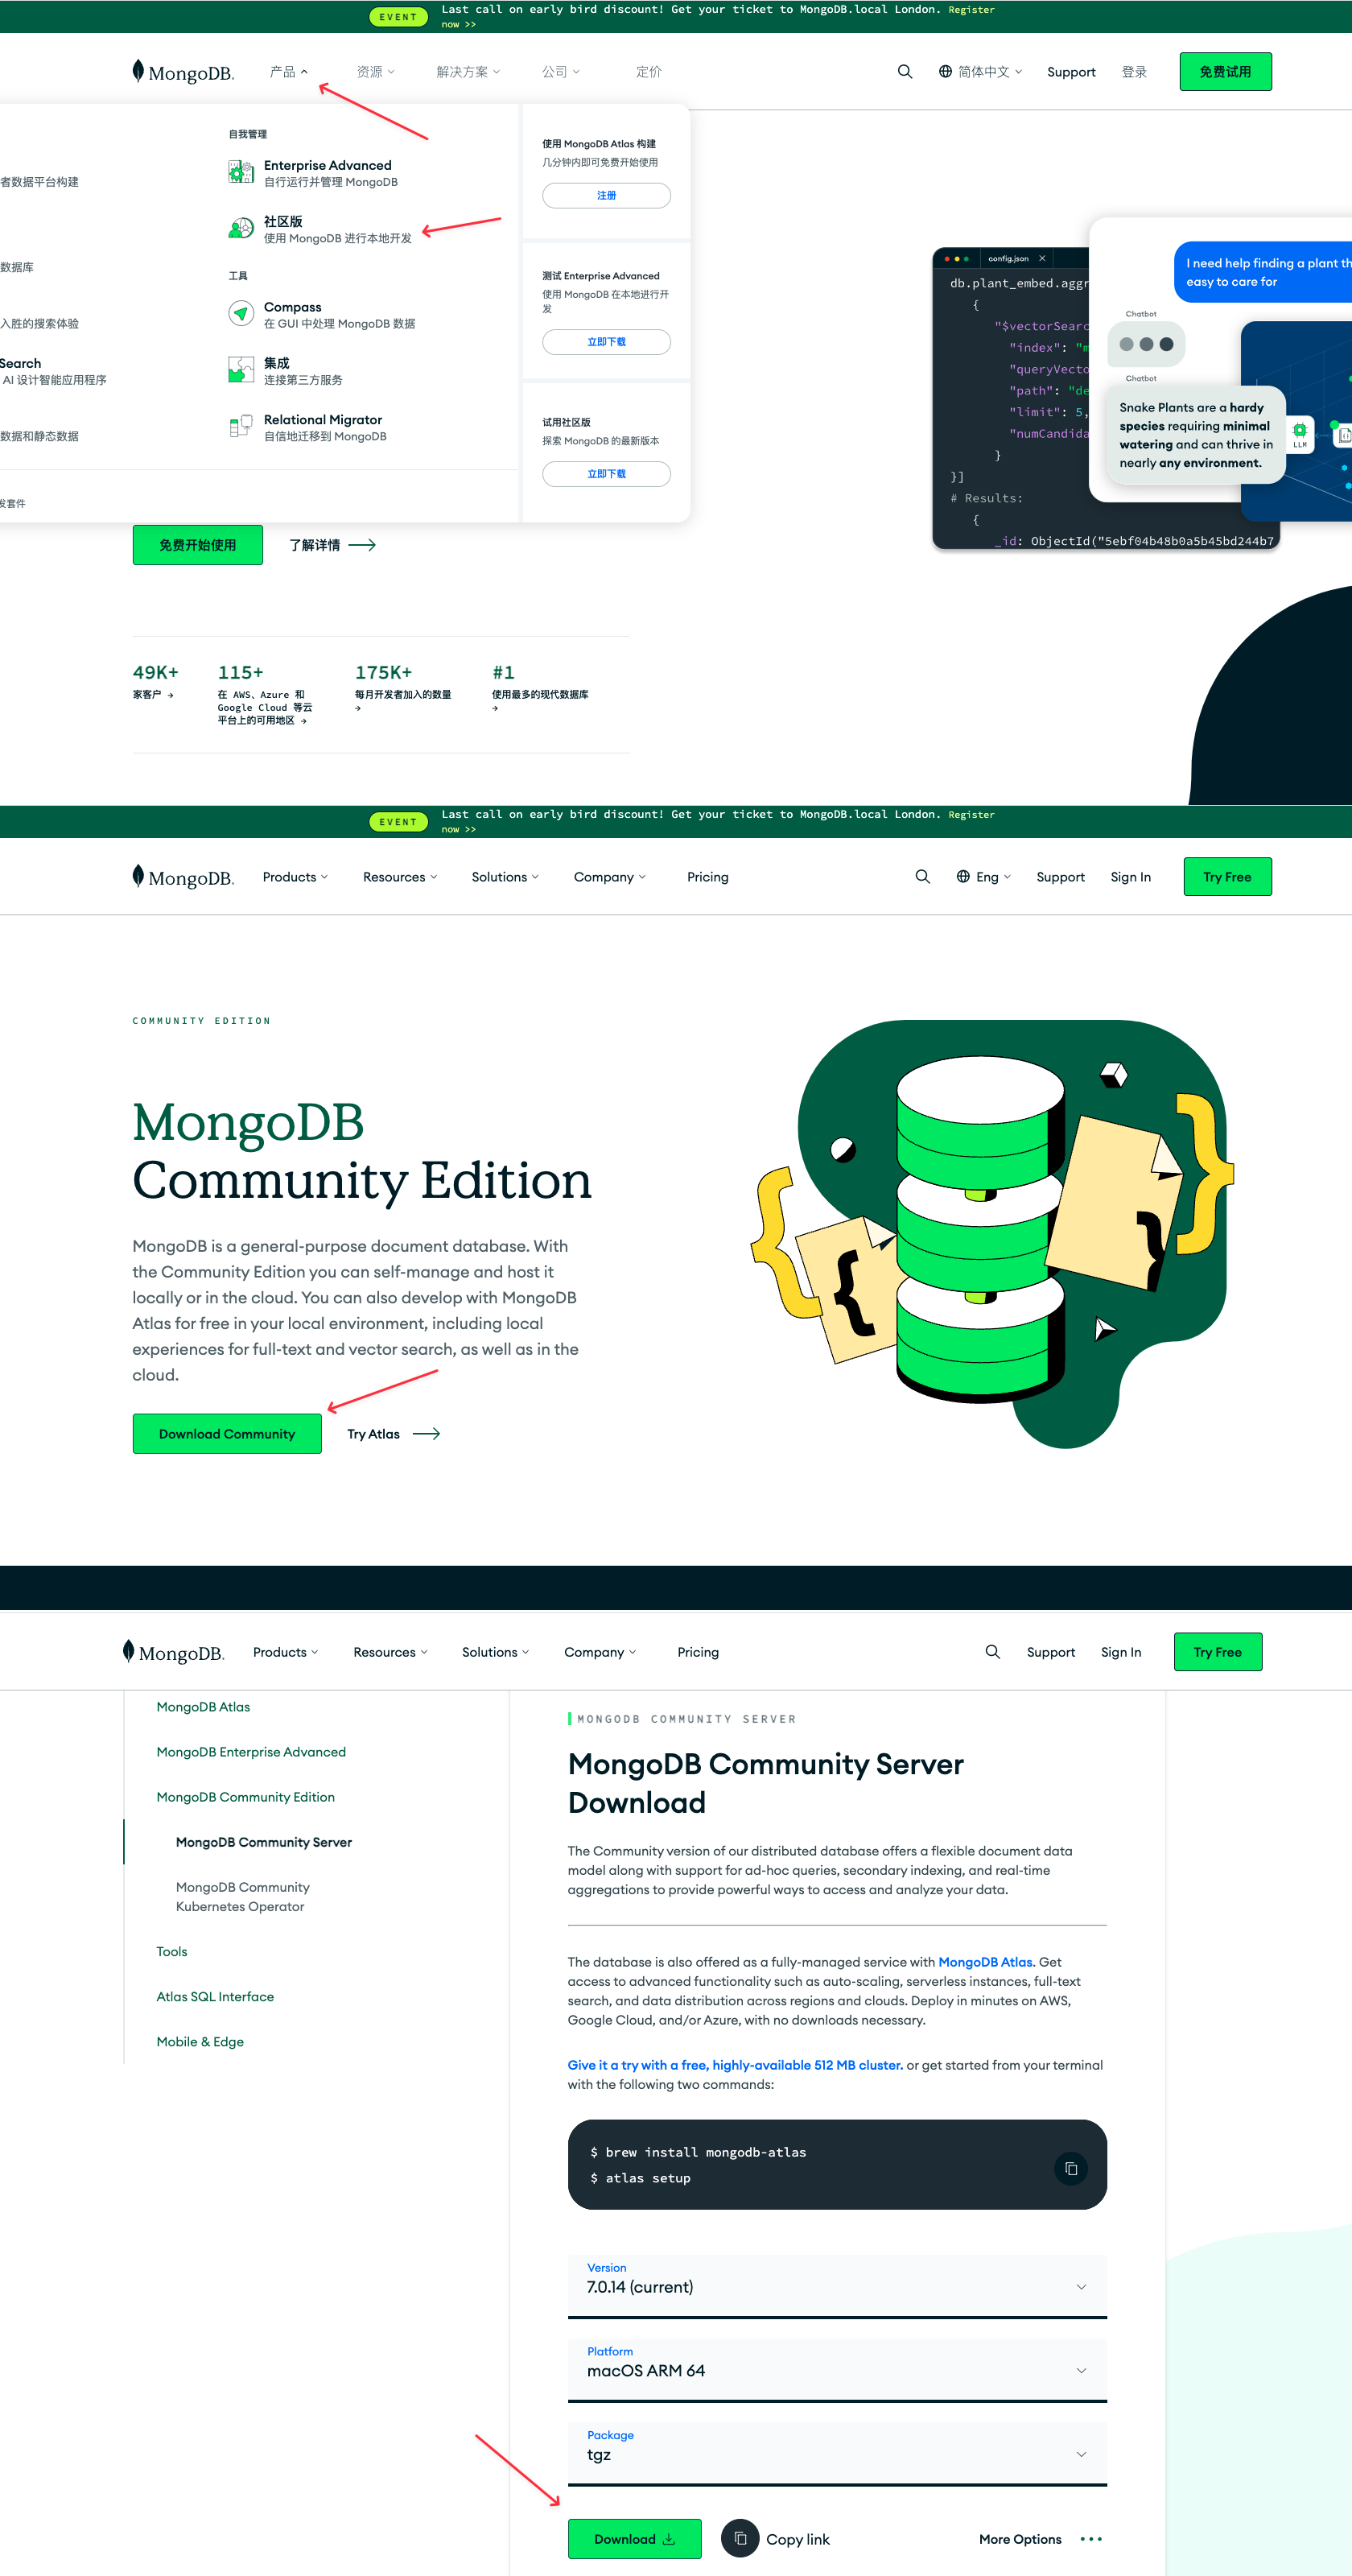 EVENT
Last call on early bird discount! Get your ticket to MongoDB.local London. Register
now >>
MongoDB.
产品
资源
解决方案
公司
定价
简体中文
Support
登录
免费试用
者数据平台构建
数据库
入胜的搜索体验
Search
AI 设计智能应用程序
数据和静态数据
发套件
自我管理
Enterprise Advanced
自行运行并管理 MongoDB
社区版
使用 MongoDB 进行本地开发
工具
Compass
在 GUI 中处理 MongoDB 数据
集成
连接第三方服务
Relational Migrator
自信地迁移到 MongoDB
使用 MongoDB Atlas 构建
几分钟内即可免费开始使用
注册
测试 Enterprise Advanced
使用 MongoDB 在本地进行开
发
立即下载
试用社区版
探索 MongoDB 的最新版本
立即下载
config.json
db.plant_embed.aggr
{
"$vectorSearc
"index": "m
"queryVecto
"path": "de
"limit": 5,
"numCandida
}
}]
# Results:
{
_id: ObjectId("5ebf04b48b0a5b45bd244b7
I need help finding a plant th
easy to care for
Chatbot
Chatbot
Snake Plants are a hardy
species requiring minimal
watering and can thrive in
nearly any environment.
LLM
免费开始使用
了解详情
49K+
家客户 →
115+
在 AWS、Azure 和
Google Cloud 等云
平台上的可用地区 →
175K+
每月开发者加入的数量
→
#1
使用最多的现代数据库
→
EVENT
Last call on early bird discount! Get your ticket to MongoDB.local London. Register
now >>
MongoDB.
Products
Resources
Solutions
Company
Pricing
Eng
Support
Sign In
Try Free
COMMUNITY EDITION
MongoDB
Community Edition
MongoDB is a general-purpose document database. With
the Community Edition you can self-manage and host it
locally or in the cloud. You can also develop with MongoDB
Atlas for free in your local environment, including local
experiences for full-text and vector search, as well as in the
cloud.
Download Community
Try Atlas
MongoDB.
Products
Resources
Solutions
Company
Pricing
Support
Sign In
Try Free
MongoDB Atlas
MongoDB Enterprise Advanced
MongoDB Community Edition
MongoDB Community Server
MongoDB Community
Kubernetes Operator
Tools
Atlas SQL Interface
Mobile & Edge
MONGODB COMMUNITY SERVER
MongoDB Community Server
Download
The Community version of our distributed database offers a flexible document data
model along with support for ad-hoc queries, secondary indexing, and real-time
aggregations to provide powerful ways to access and analyze your data.
The database is also offered as a fully-managed service with MongoDB Atlas. Get
access to advanced functionality such as auto-scaling, serverless instances, full-text
search, and data distribution across regions and clouds. Deploy in minutes on AWS,
Google Cloud, and/or Azure, with no downloads necessary.
Give it a try with a free, highly-available 512 MB cluster. or get started from your terminal
with the following two commands:
$ brew install mongodb-atlas
$ atlas setup
Version
7.0.14 (current)
Platform
macOS ARM 64
Package
tgz
Download
Copy link
More Options